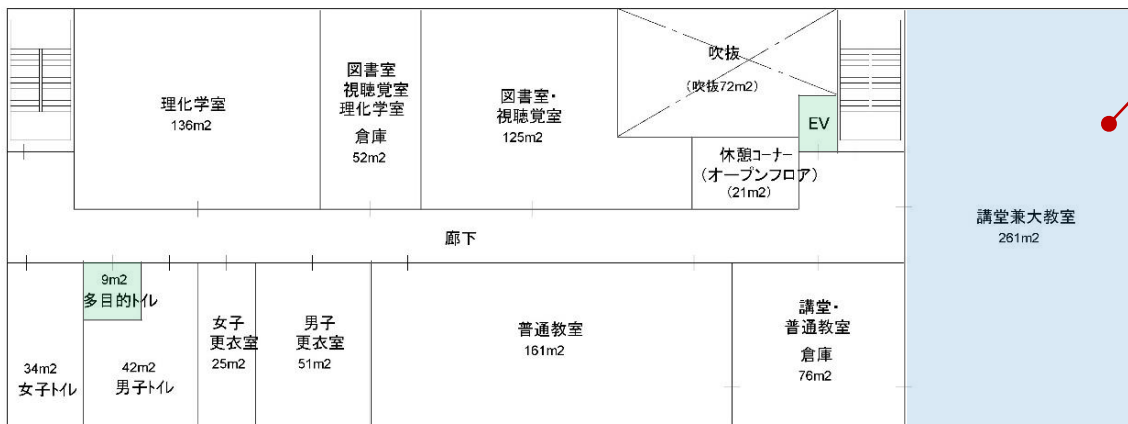 理化学室
136m2
図書室
視聴覚室
理化学室
倉庫
52m2
図書室・
視聴覚室
125m2
吹抜
(吹抜72m2)
EV
休憩コーナー
(オープンフロア)
(21m2)
講堂兼大教室
261m2
廊下
9m2
多目的トイレ
34m2
女子トイレ
42m2
男子トイレ
女子
更衣室
25m2
男子
更衣室
51m2
普通教室
161m2
講堂・
普通教室
倉庫
76m2